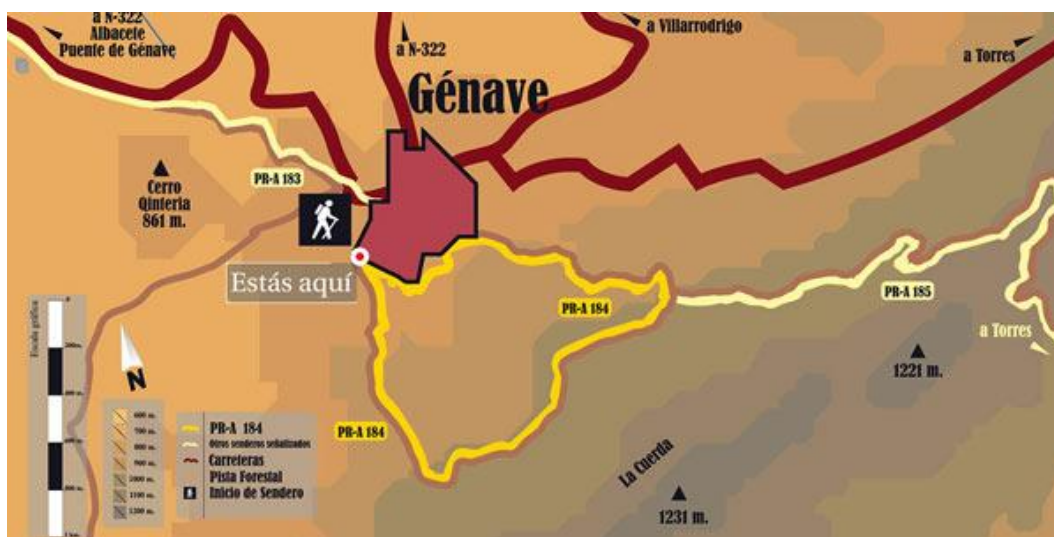 a N-322
Albacete
Puente de Génave
a N-322
a Villarrodrigo
a Torres
Génave
PR-A 183
Cerro
Qinteria
861 m.
Estás aquí
PR-A 184
PR-A 185
a Torres
1221 m.
PR-A 184
La Cuerda
1231 m.
Escala gráfica
0
N
600 m.
700 m.
800 m.
900 m.
1000 m.
1100 m.
1200 m.
PR-A 184
Otros senderos señalizados
Carreteras
Pista Forestal
Inicio de Sendero